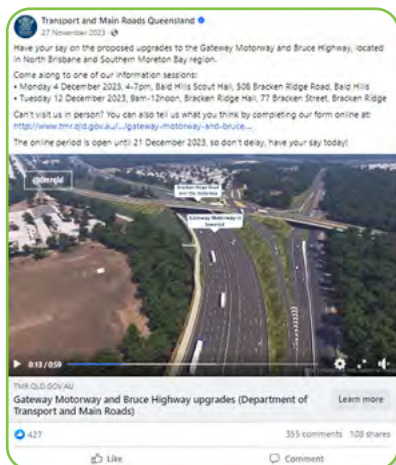 Transport and Main Roads Queensland
27 November 2023
Have your say on the proposed upgrades to the Gateway Motorway and Bruce Highway, located
in North Brisbane and Southern Moreton Bay region.
Come along to one of our information sessions:
• Monday 4 December 2023, 4-7pm, Bald Hills Scout Hall, 506 Bracken Ridge Road, Bald Hills
• Tuesday 12 December 2023, 9am-12noon, Bracken Ridge Hall, 77 Bracken Street, Bracken Ridge
Can't visit us in person? You can also tell us what you think by completing our form online at:
http://www.tmr.qld.gov.au/.../gateway-motorway-and-bruce...
The online period is open until 21 December 2023, so don't delay, have your say today!
@tmrqld
Bracken Ridge Road
over the motorway
Gateway Motorway is
0:13 / 0:59
TMR.QLD.GOV.AU
Gateway Motorway and Bruce Highway upgrades (Department of
Transport and Main Roads)
Learn more
427
355 comments 108 shares
Like
Comment